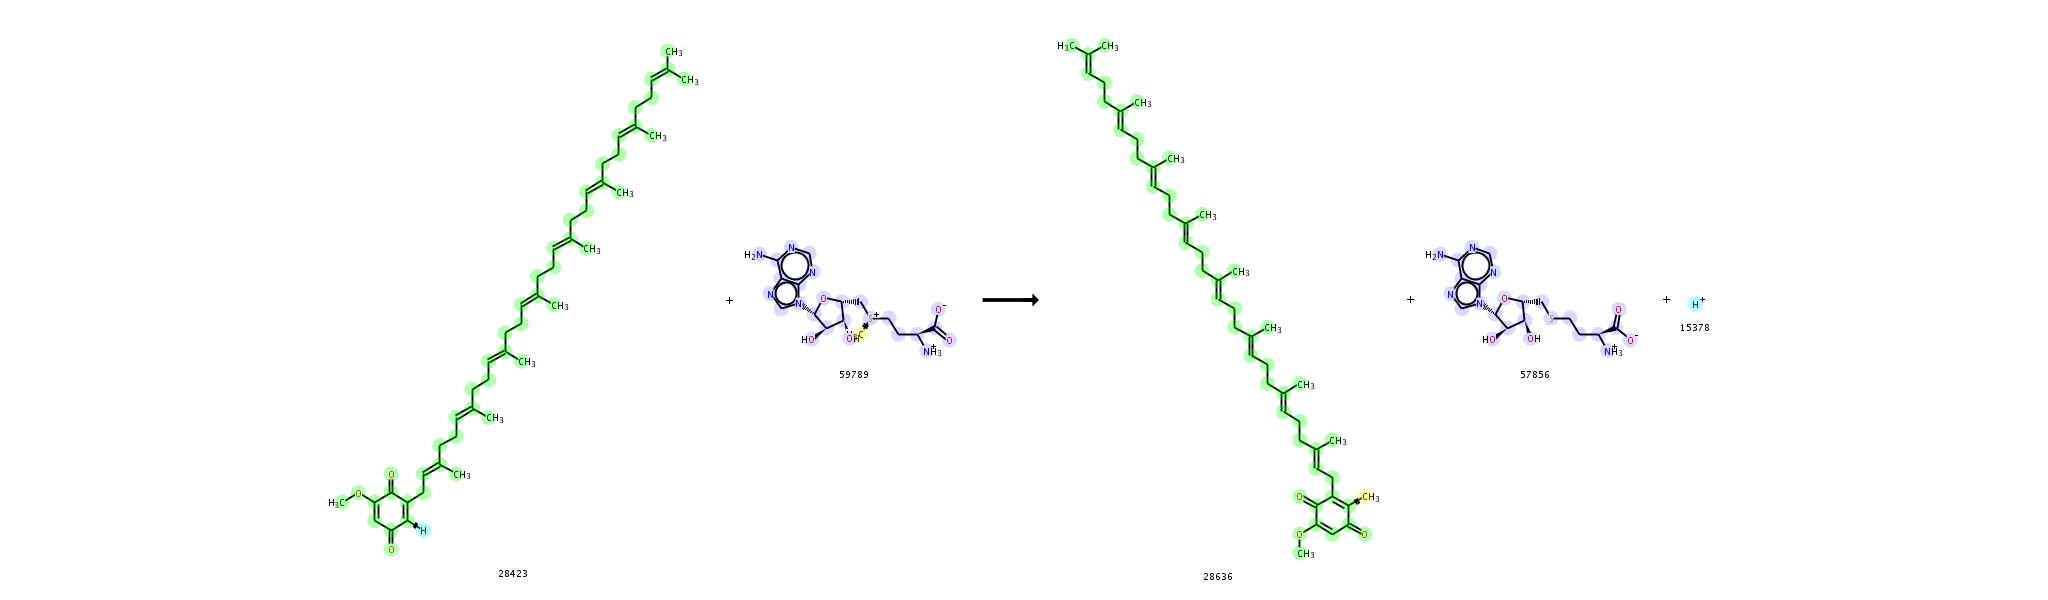 CH₃
CH₃
CH₃
CH₃
CH₃
CH₃
CH₃
CH₃
CH₃
O
O
H₃C
H
O
28423
+
H₂N
N
N
N
N
O
HO
OH
S⁺
O⁻
O
NH₃⁺
59789
H₃C
CH₃
CH₃
CH₃
CH₃
CH₃
CH₃
CH₃
CH₃
O
CH₃
O
O
CH₃
28636
+
H₂N
N
N
N
N
O
HO
OH
S
O
O⁻
NH₃⁺
57856
+
H⁺
15378